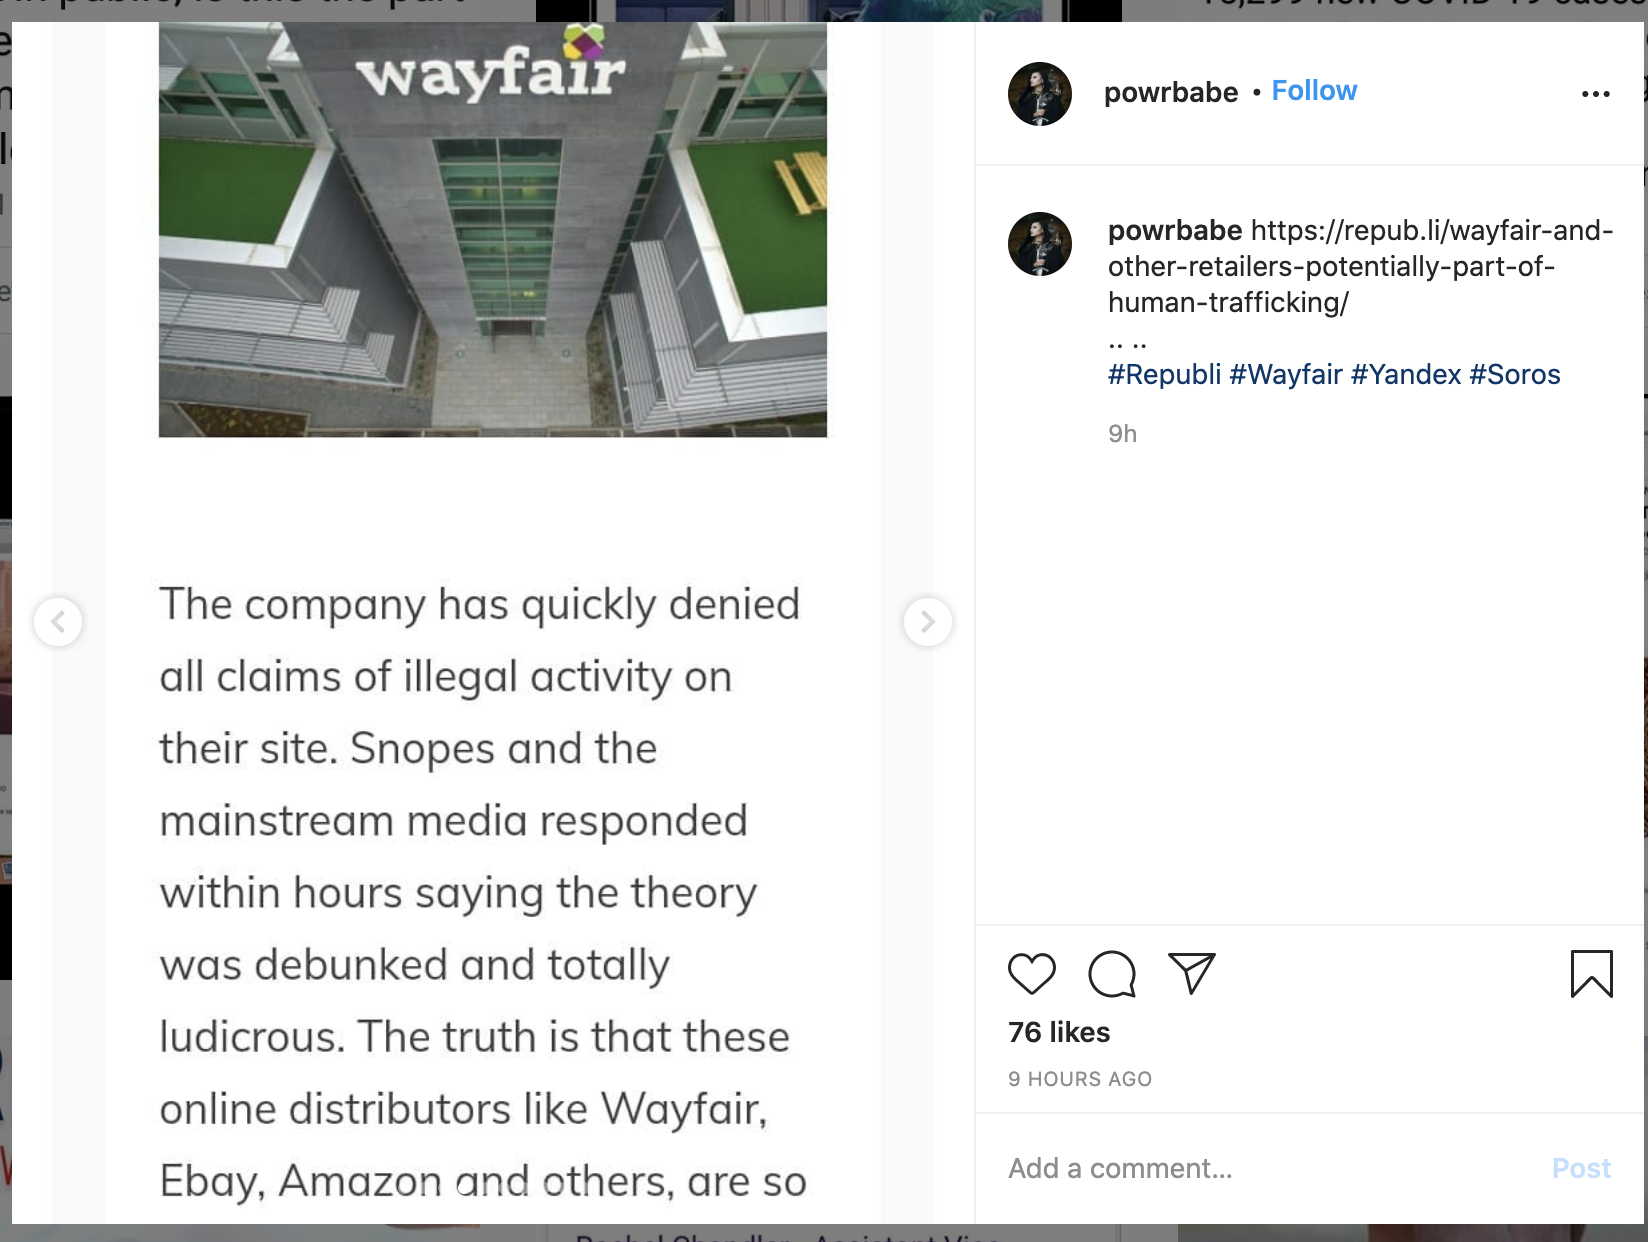 wayfair
The company has quickly denied
all claims of illegal activity on
their site. Snopes and the
mainstream media responded
within hours saying the theory
was debunked and totally
ludicrous. The truth is that these
online distributors like Wayfair,
Ebay, Amazon and others, are so
powrbabe • Follow
powrbabe https://repub.li/wayfair-and-
other-retailers-potentially-part-of-
human-trafficking/
.. ..
#Republi #Wayfair #Yandex #Soros
9h
76 likes
9 HOURS AGO
Add a comment...
Post